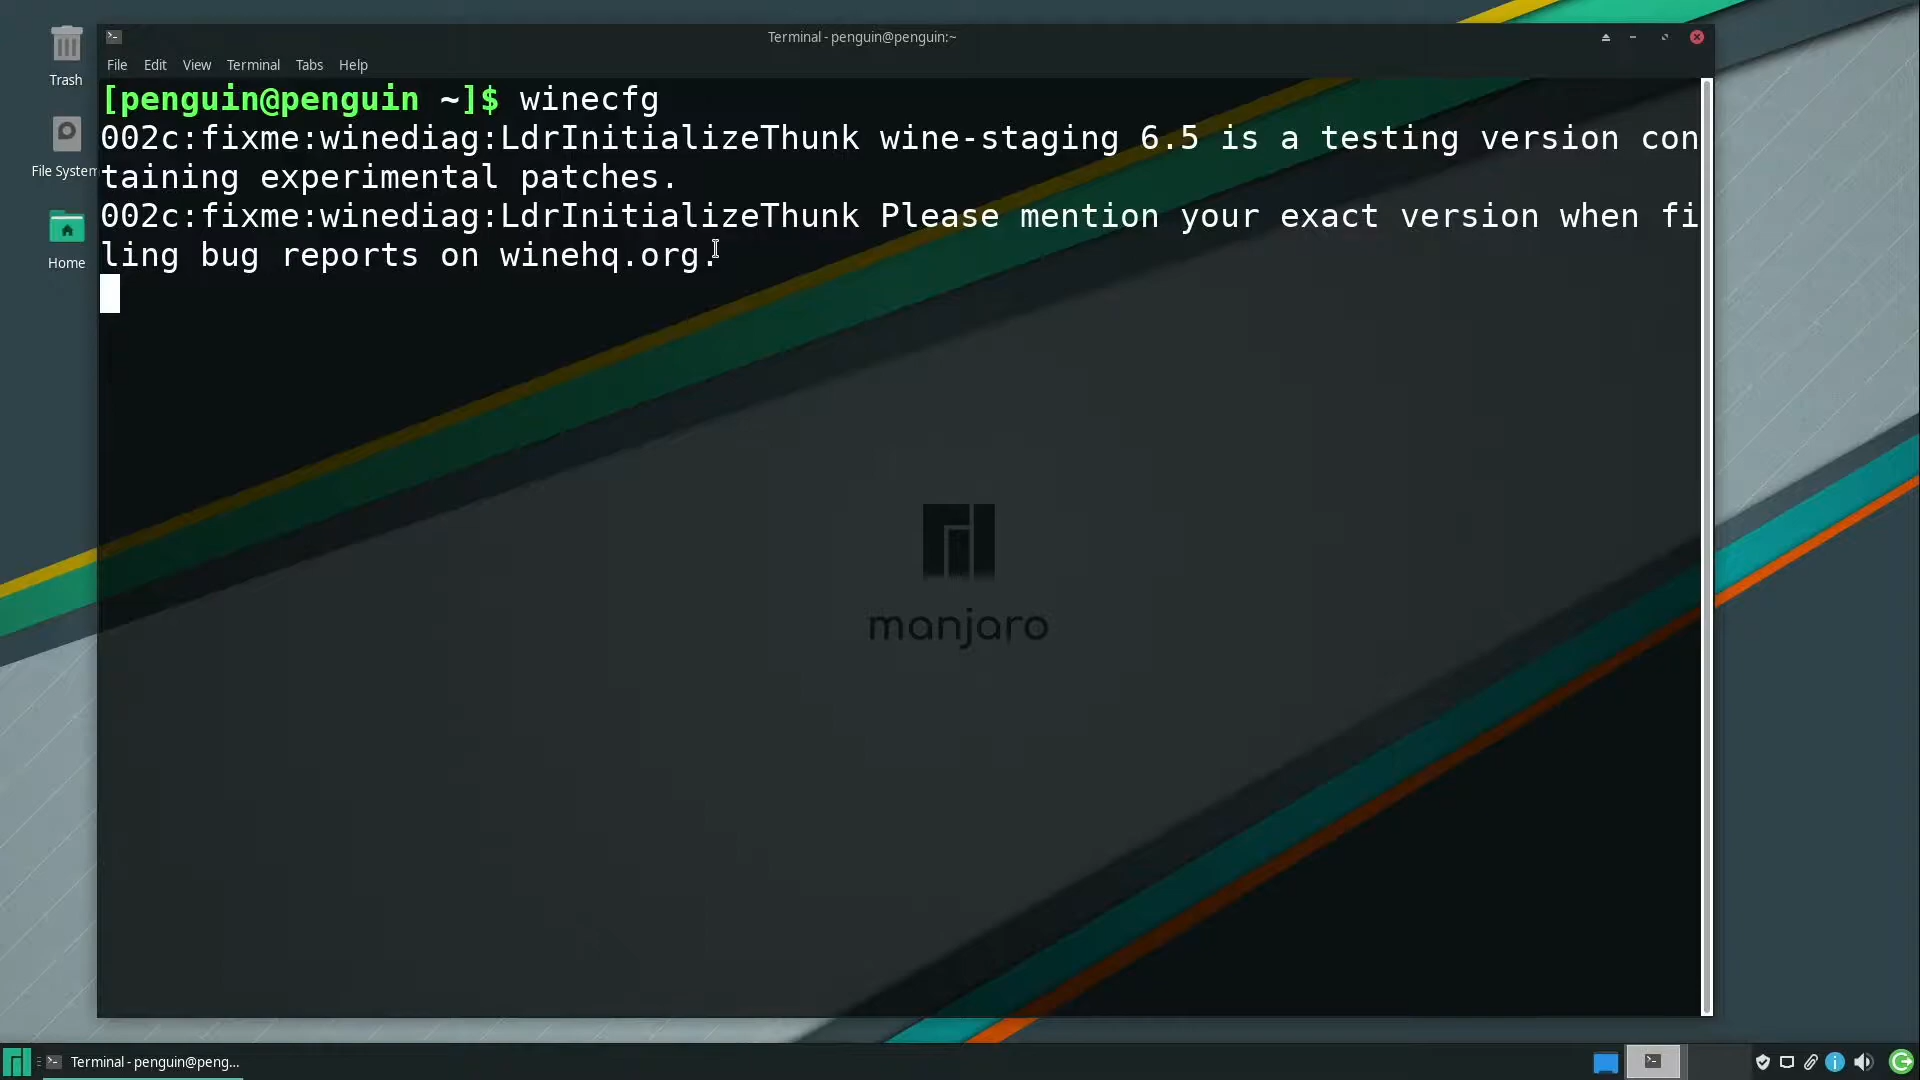 Terminal - penguin@penguin:~
File Edit View Terminal Tabs Help
Trash
File System
Home
[penguin@penguin ~]$ winecfg
002c:fixme:winediag:LdrInitializeThunk wine-staging 6.5 is a testing version con
taining experimental patches.
002c:fixme:winediag:LdrInitializeThunk Please mention your exact version when fi
ling bug reports on winehq.org.
manjaro
Terminal - penguin@peng...